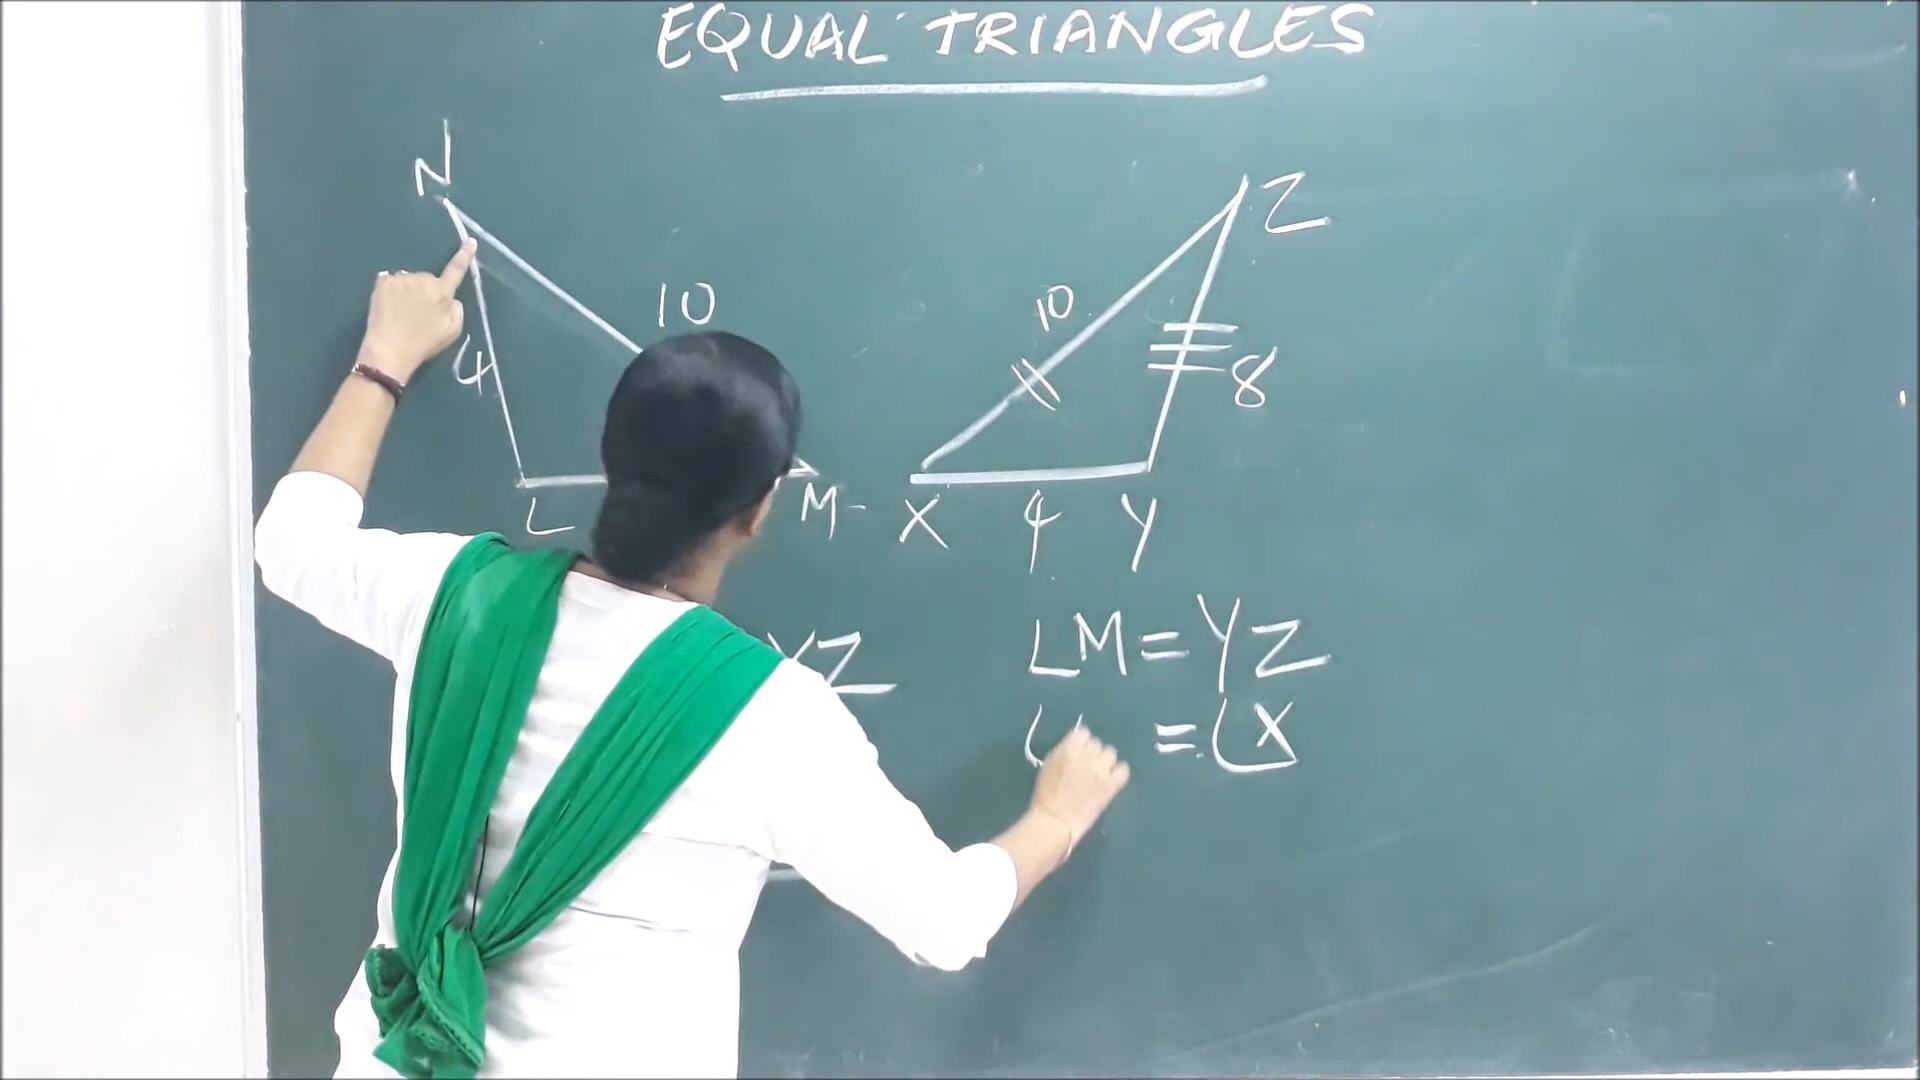 EQUAL TRIANGLES
N
Z
10
10
4
8
L
M
X
4
Y
YZ
LM = YZ
= ∠X